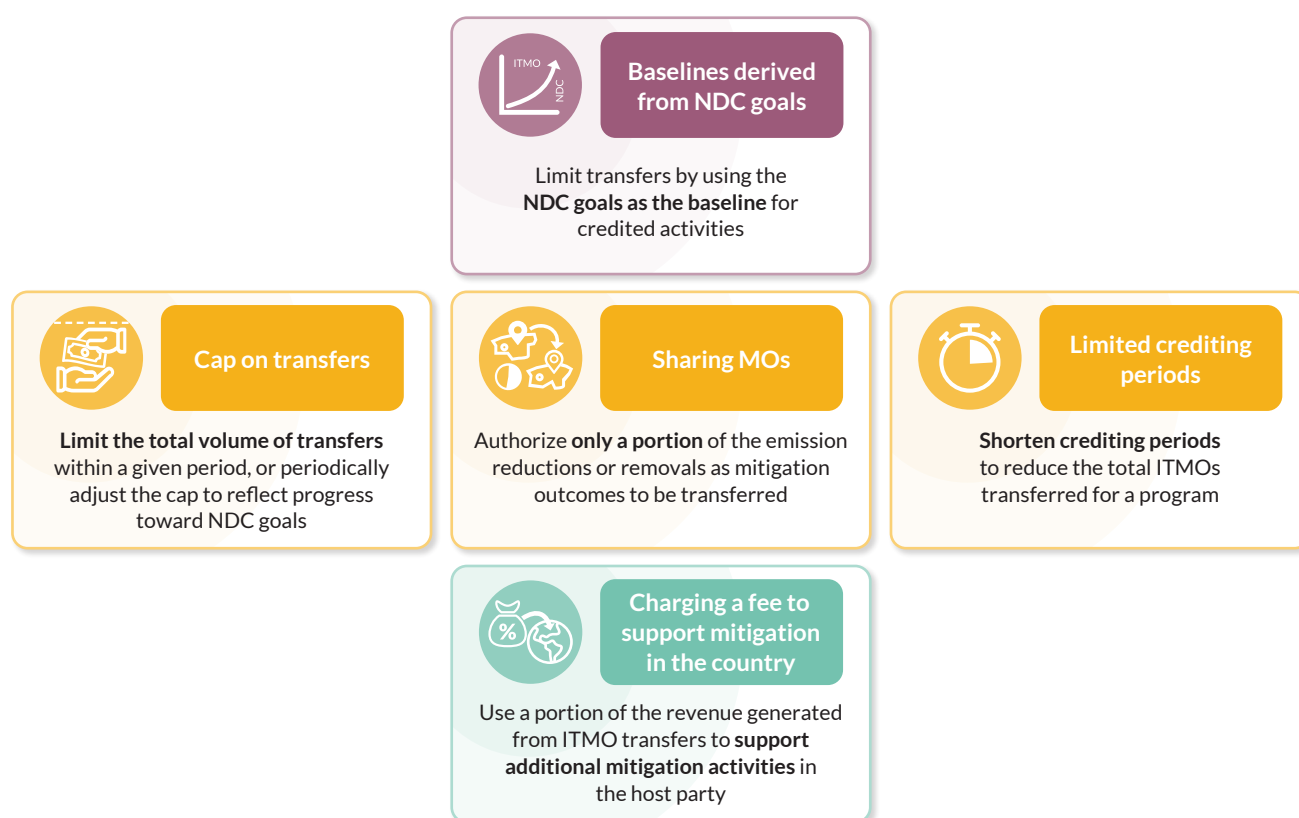 ITMO
NDC
Baselines derived
from NDC goals
Limit transfers by using the
NDC goals as the baseline for
credited activities
Cap on transfers
Limit the total volume of transfers
within a given period, or periodically
adjust the cap to reflect progress
toward NDC goals
Sharing MOs
Authorize only a portion of the emission
reductions or removals as mitigation
outcomes to be transferred
Limited crediting
periods
Shorten crediting periods
to reduce the total ITMOs
transferred for a program
%
Charging a fee to
support mitigation
in the country
Use a portion of the revenue generated
from ITMO transfers to support
additional mitigation activities in
the host party